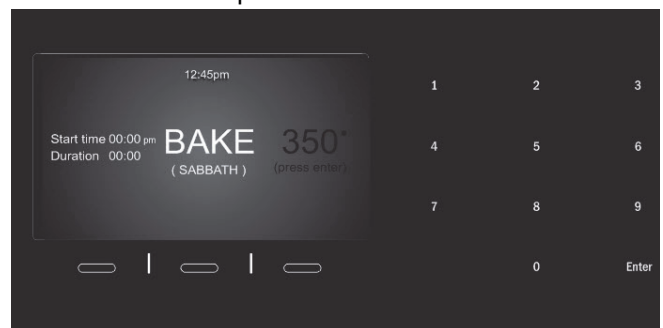 12:45pm
Start time 00:00 pm
Duration 00:00
BAKE
( SABBATH )
350°
(press enter)
1 2 3
4 5 6
7 8 9
0 Enter